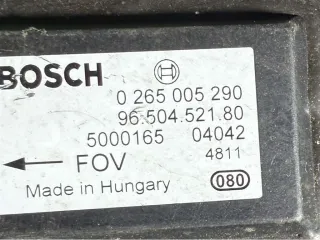 BOSCH
0 265 005 290
96.504.521.80
5000165 04042
FOV 4811
Made in Hungary 080